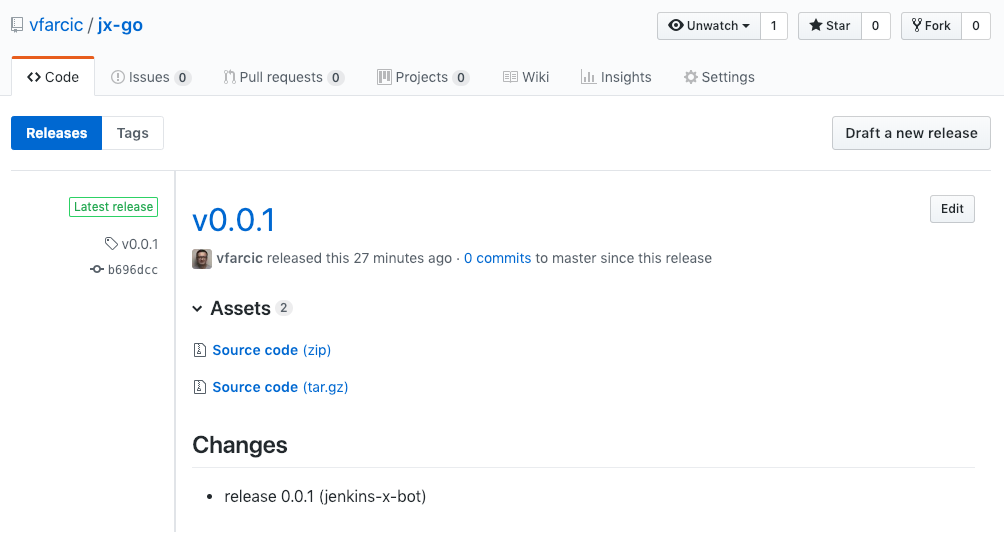 vfarcic / jx-go
Unwatch 1 Star 0 Fork 0
Code Issues 0 Pull requests 0 Projects 0 Wiki Insights Settings
Releases Tags Draft a new release
Latest release
v0.0.1
b696dcc
v0.0.1 Edit
vfarcic released this 27 minutes ago · 0 commits to master since this release
Assets 2
Source code (zip)
Source code (tar.gz)
Changes
• release 0.0.1 (jenkins-x-bot)